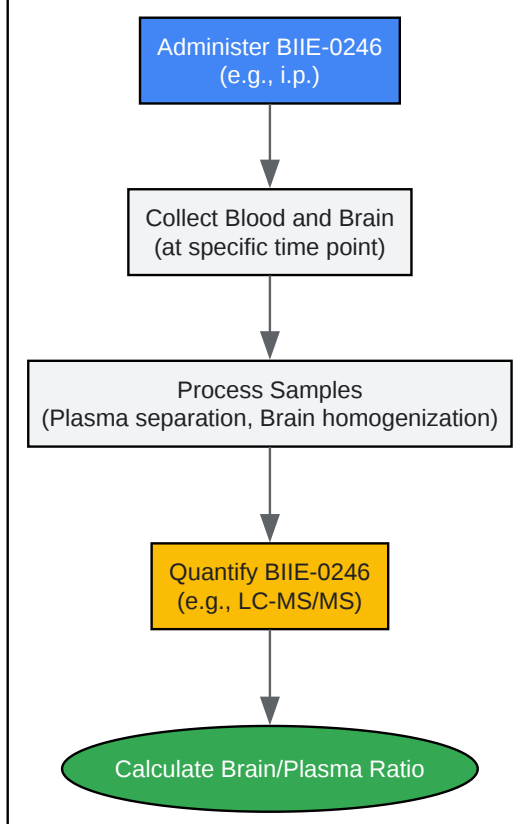 Administer BIIE-0246
(e.g., i.p.)
Collect Blood and Brain
(at specific time point)
Process Samples
(Plasma separation, Brain homogenization)
Quantify BIIE-0246
(e.g., LC-MS/MS)
Calculate Brain/Plasma Ratio